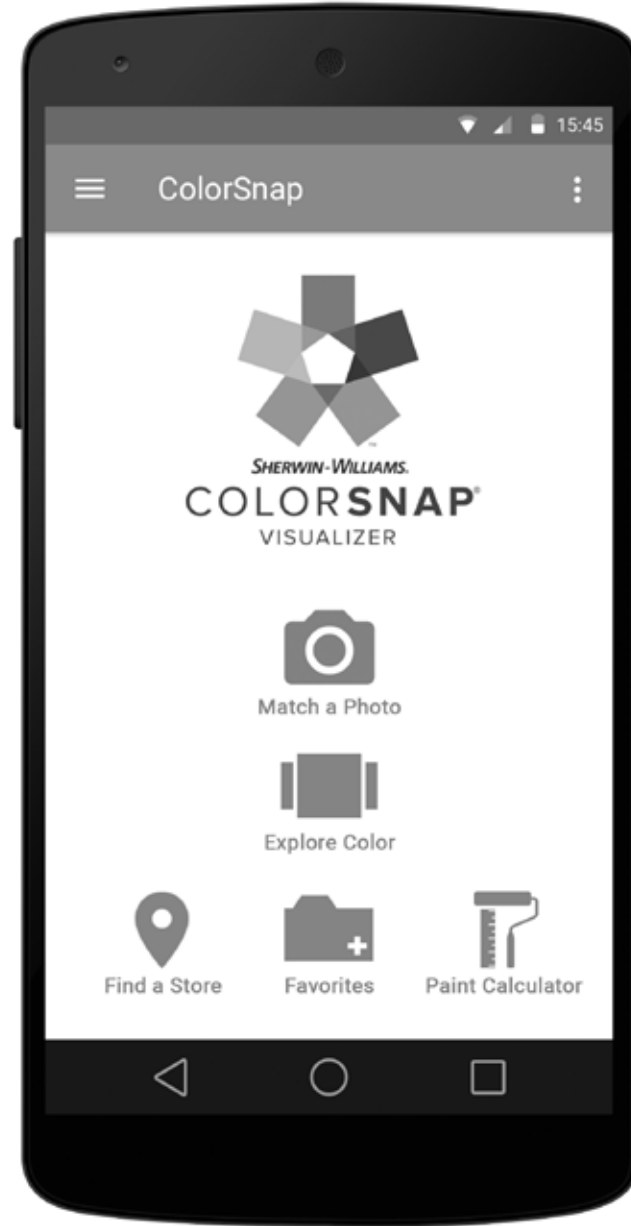 15:45
ColorSnap
SHERWIN-WILLIAMS.
COLORSNAP®
VISUALIZER
Match a Photo
Explore Color
Find a Store Favorites Paint Calculator